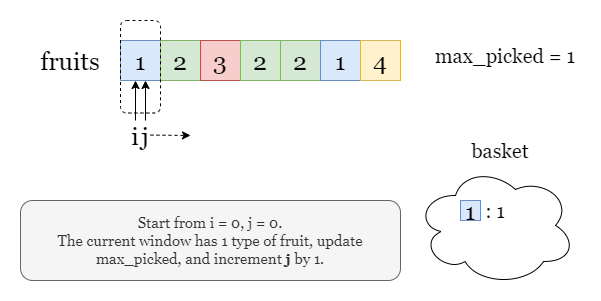 fruits 1 2 3 2 2 1 4
max_picked = 1
ij
basket
1 : 1
Start from i = 0, j = 0.
The current window has 1 type of fruit, update
max_picked, and increment j by 1.